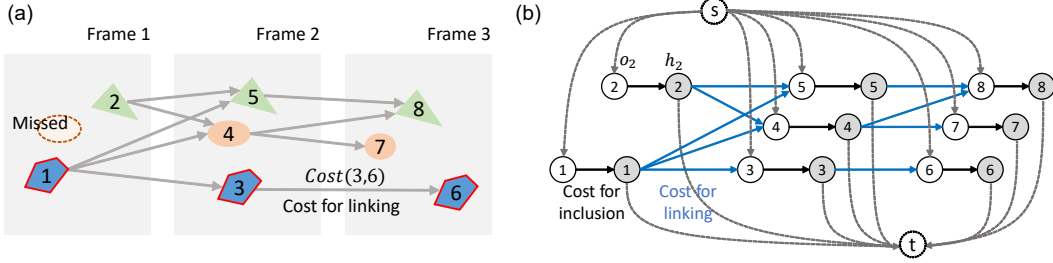 (a)
Frame 1 Frame 2 Frame 3
2 5 8
Missed 4 7
1 3 Cost(3,6) 6
Cost for linking
(b)
s
o₂ h₂
2 2 5 5 8 8
4 4 7 7
1 1 3 3 6 6
Cost for inclusion
Cost for linking
t